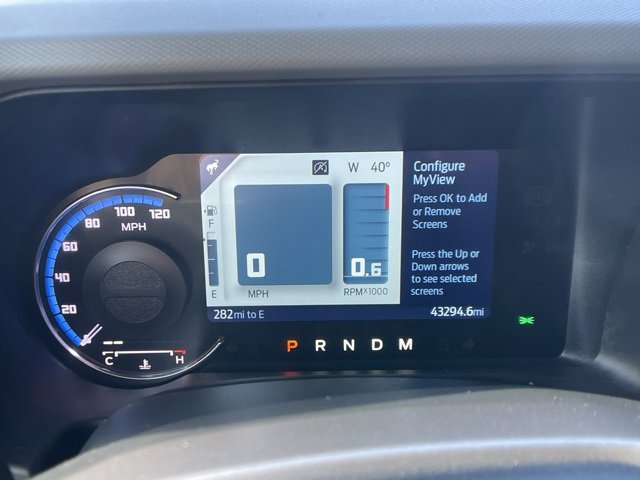 W 40°
Configure
MyView
Press OK to Add
or Remove
Screens
Press the Up or
Down arrows
to see selected
screens
F
E
0
MPH
0.6
RPMX1000
282mi to E
43294.6mi
20
40
60
80
100
120
MPH
C
H
P R N D M